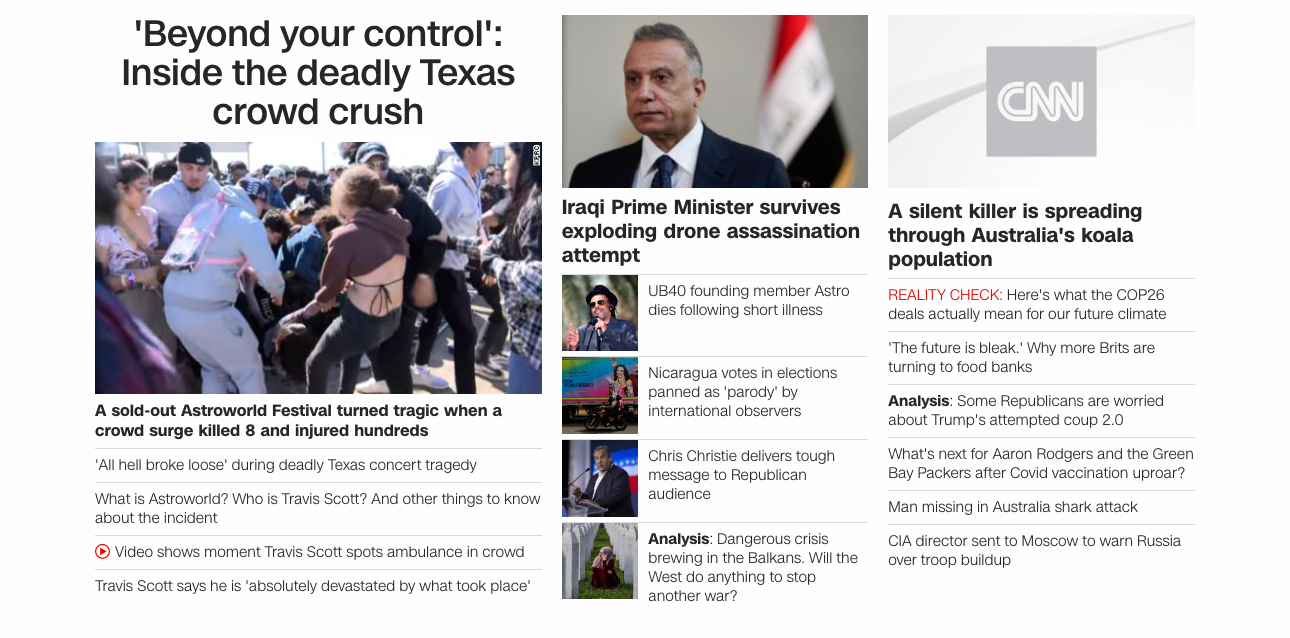 'Beyond your control':
Inside the deadly Texas
crowd crush
KPRC
A sold-out Astroworld Festival turned tragic when a
crowd surge killed 8 and injured hundreds
'All hell broke loose' during deadly Texas concert tragedy
What is Astroworld? Who is Travis Scott? And other things to know
about the incident
Video shows moment Travis Scott spots ambulance in crowd
Travis Scott says he is 'absolutely devastated by what took place'
Iraqi Prime Minister survives
exploding drone assassination
attempt
UB40 founding member Astro
dies following short illness
Nicaragua votes in elections
panned as 'parody' by
international observers
Chris Christie delivers tough
message to Republican
audience
Analysis: Dangerous crisis
brewing in the Balkans. Will the
West do anything to stop
another war?
CNN
A silent killer is spreading
through Australia's koala
population
REALITY CHECK: Here's what the COP26
deals actually mean for our future climate
'The future is bleak.' Why more Brits are
turning to food banks
Analysis: Some Republicans are worried
about Trump's attempted coup 2.0
What's next for Aaron Rodgers and the Green
Bay Packers after Covid vaccination uproar?
Man missing in Australia shark attack
CIA director sent to Moscow to warn Russia
over troop buildup